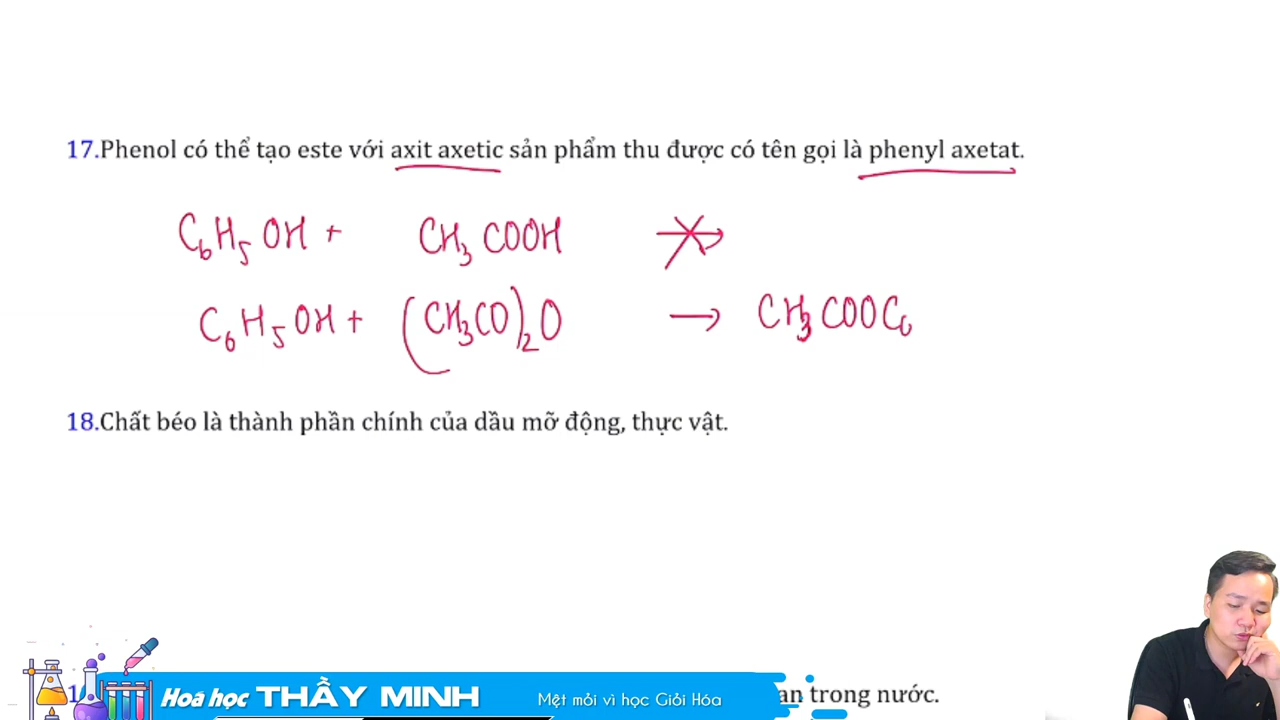 17.Phenol có thể tạo este với axit axetic sản phẩm thu được có tên gọi là phenyl axetat.
C₆H₅OH + CH₃COOH
C₆H₅OH + (CH₃CO)₂O → CH₃COOC₆
18.Chất béo là thành phần chính của dầu mỡ động, thực vật.
Hoá học THẦY MINH
Mệt mỏi vì học Giỏi Hóa
trong nước.